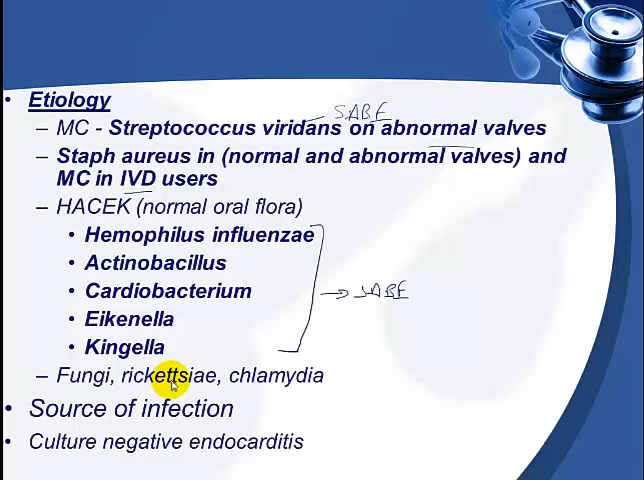 • Etiology
SABE
– MC - Streptococcus viridans on abnormal valves
– Staph aureus in (normal and abnormal valves) and
MC in IVD users
– HACEK (normal oral flora)
• Hemophilus influenzae
• Actinobacillus
• Cardiobacterium
→ SABE
• Eikenella
• Kingella
– Fungi, rickettsiae, chlamydia
• Source of infection
• Culture negative endocarditis